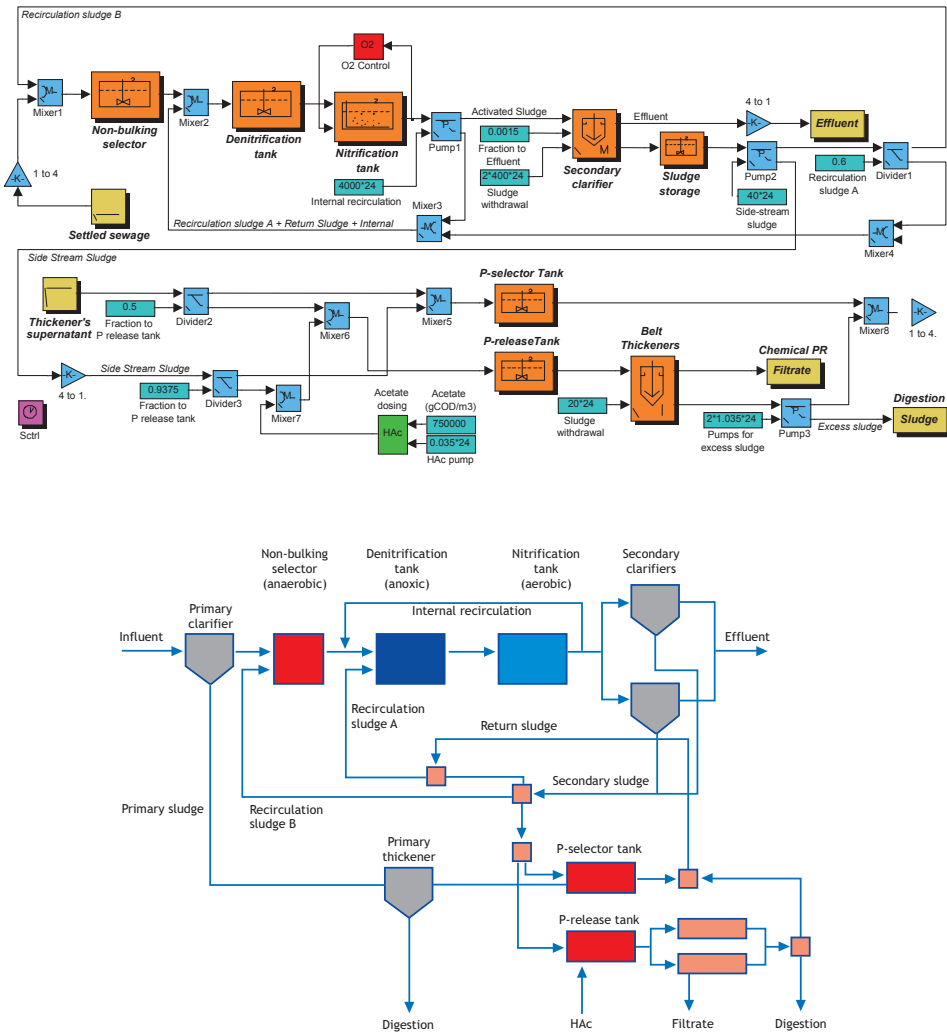 Recirculation sludge B
O2
O2 Control
Mixer1
Non-bulking
selector
Mixer2
Denitrification
tank
Nitrification
tank
Pump1
4000*24
Internal recirculation
Activated Sludge
0.0015
Fraction to
Effluent
2*400*24
Sludge
withdrawal
M
Secondary
clarifier
Effluent
Sludge
storage
4 to 1
-K-
Effluent
Pump2
40*24
Side-stream
sludge
0.6
Recirculation
sludge A
Divider1
-K-
1 to 4
Settled sewage
Recirculation sludge A + Return Sludge + Internal
Mixer3
Mixer4
Side Stream Sludge
Thickener's
supernatant
0.5
Fraction to
P release tank
Divider2
Mixer6
Mixer5
P-selector Tank
Mixer8
-K-
1 to 4.
-K-
4 to 1.
Side Stream Sludge
0.9375
Fraction to
P release tank
Divider3
Mixer7
P-releaseTank
Belt
Thickeners
20*24
Sludge
withdrawal
Chemical PR
Filtrate
2*1.035*24
Pumps for
excess sludge
Pump3
Excess sludge
Digestion
Sludge
Sctrl
Acetate
dosing
HAc
Acetate
(gCOD/m3)
750000
0.035*24
HAc pump
Non-bulking
selector
(anaerobic)
Denitrification
tank
(anoxic)
Nitrification
tank
(aerobic)
Secondary
clarifiers
Primary
clarifier
Internal recirculation
Influent
Effluent
Recirculation
sludge A
Return sludge
Secondary sludge
Primary sludge
Recirculation
sludge B
Primary
thickener
P-selector tank
P-release tank
Digestion
HAc
Filtrate
Digestion